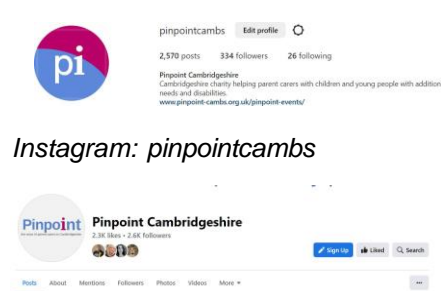 pi
pinpointcambs Edit profile
2,570 posts 334 followers 26 following
Pinpoint Cambridgeshire
Cambridgeshire charity helping parent carers with children and young people with addition
needs and disabilities.
www.pinpoint-cambs.org.uk/pinpoint-events/
Instagram: pinpointcambs
Pinpoint
Pinpoint Cambridgeshire
2.3K likes • 2.6K followers
Sign Up Liked Search
Posts About Mentions Followers Photos Videos More